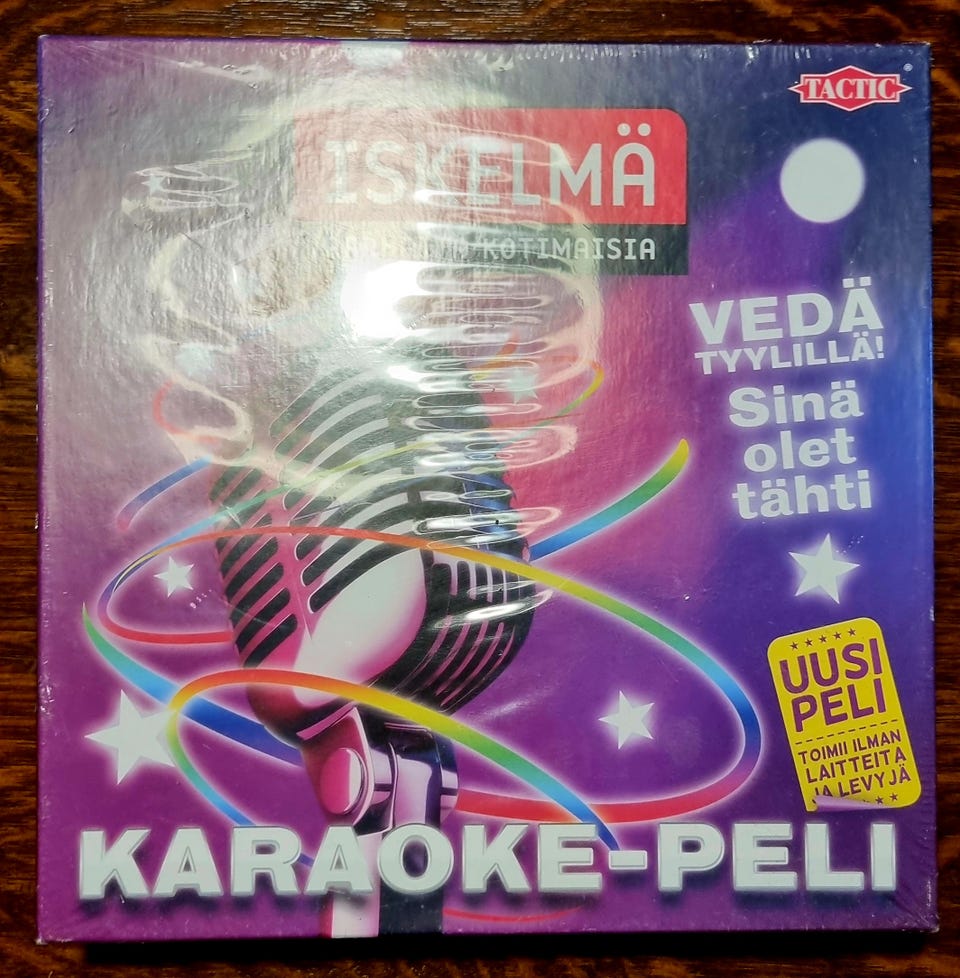 TACTIC®
ISKELMÄ
KOTIMAISIA
VEDÄ
TYYLILLÄ!
Sinä
olet
tähti
UUSI
PELI
TOIMII ILMAN
LAITTEITA
JA LEVYJÄ
KARAOKE-PELI